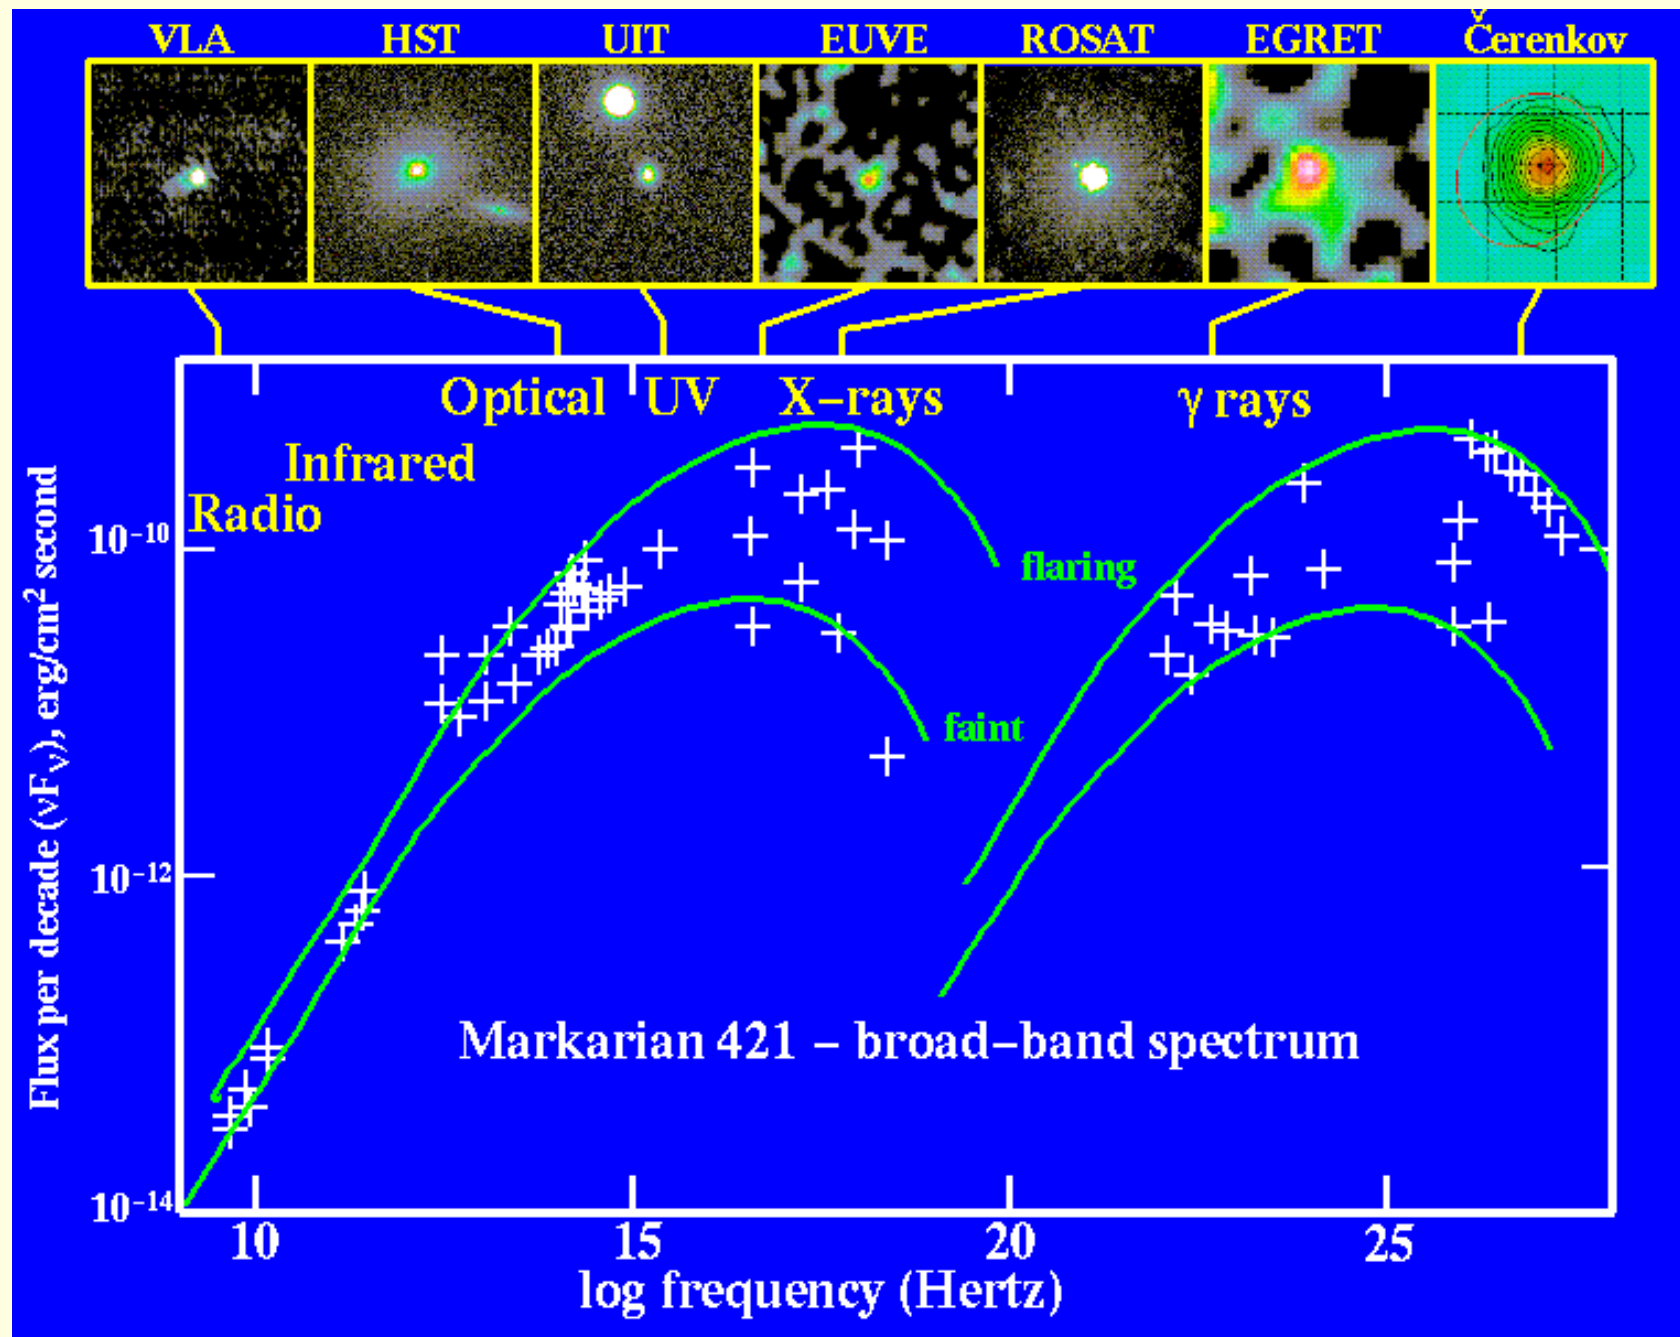 VLA HST UIT EUVE ROSAT EGRET Čerenkov
Optical UV X–rays γ rays
Infrared
Radio
10–10
flaring
faint
10–12
Markarian 421 – broad–band spectrum
10–14
10 15 20 25
log frequency (Hertz)
Flux per decade (νFν), erg/cm2 second